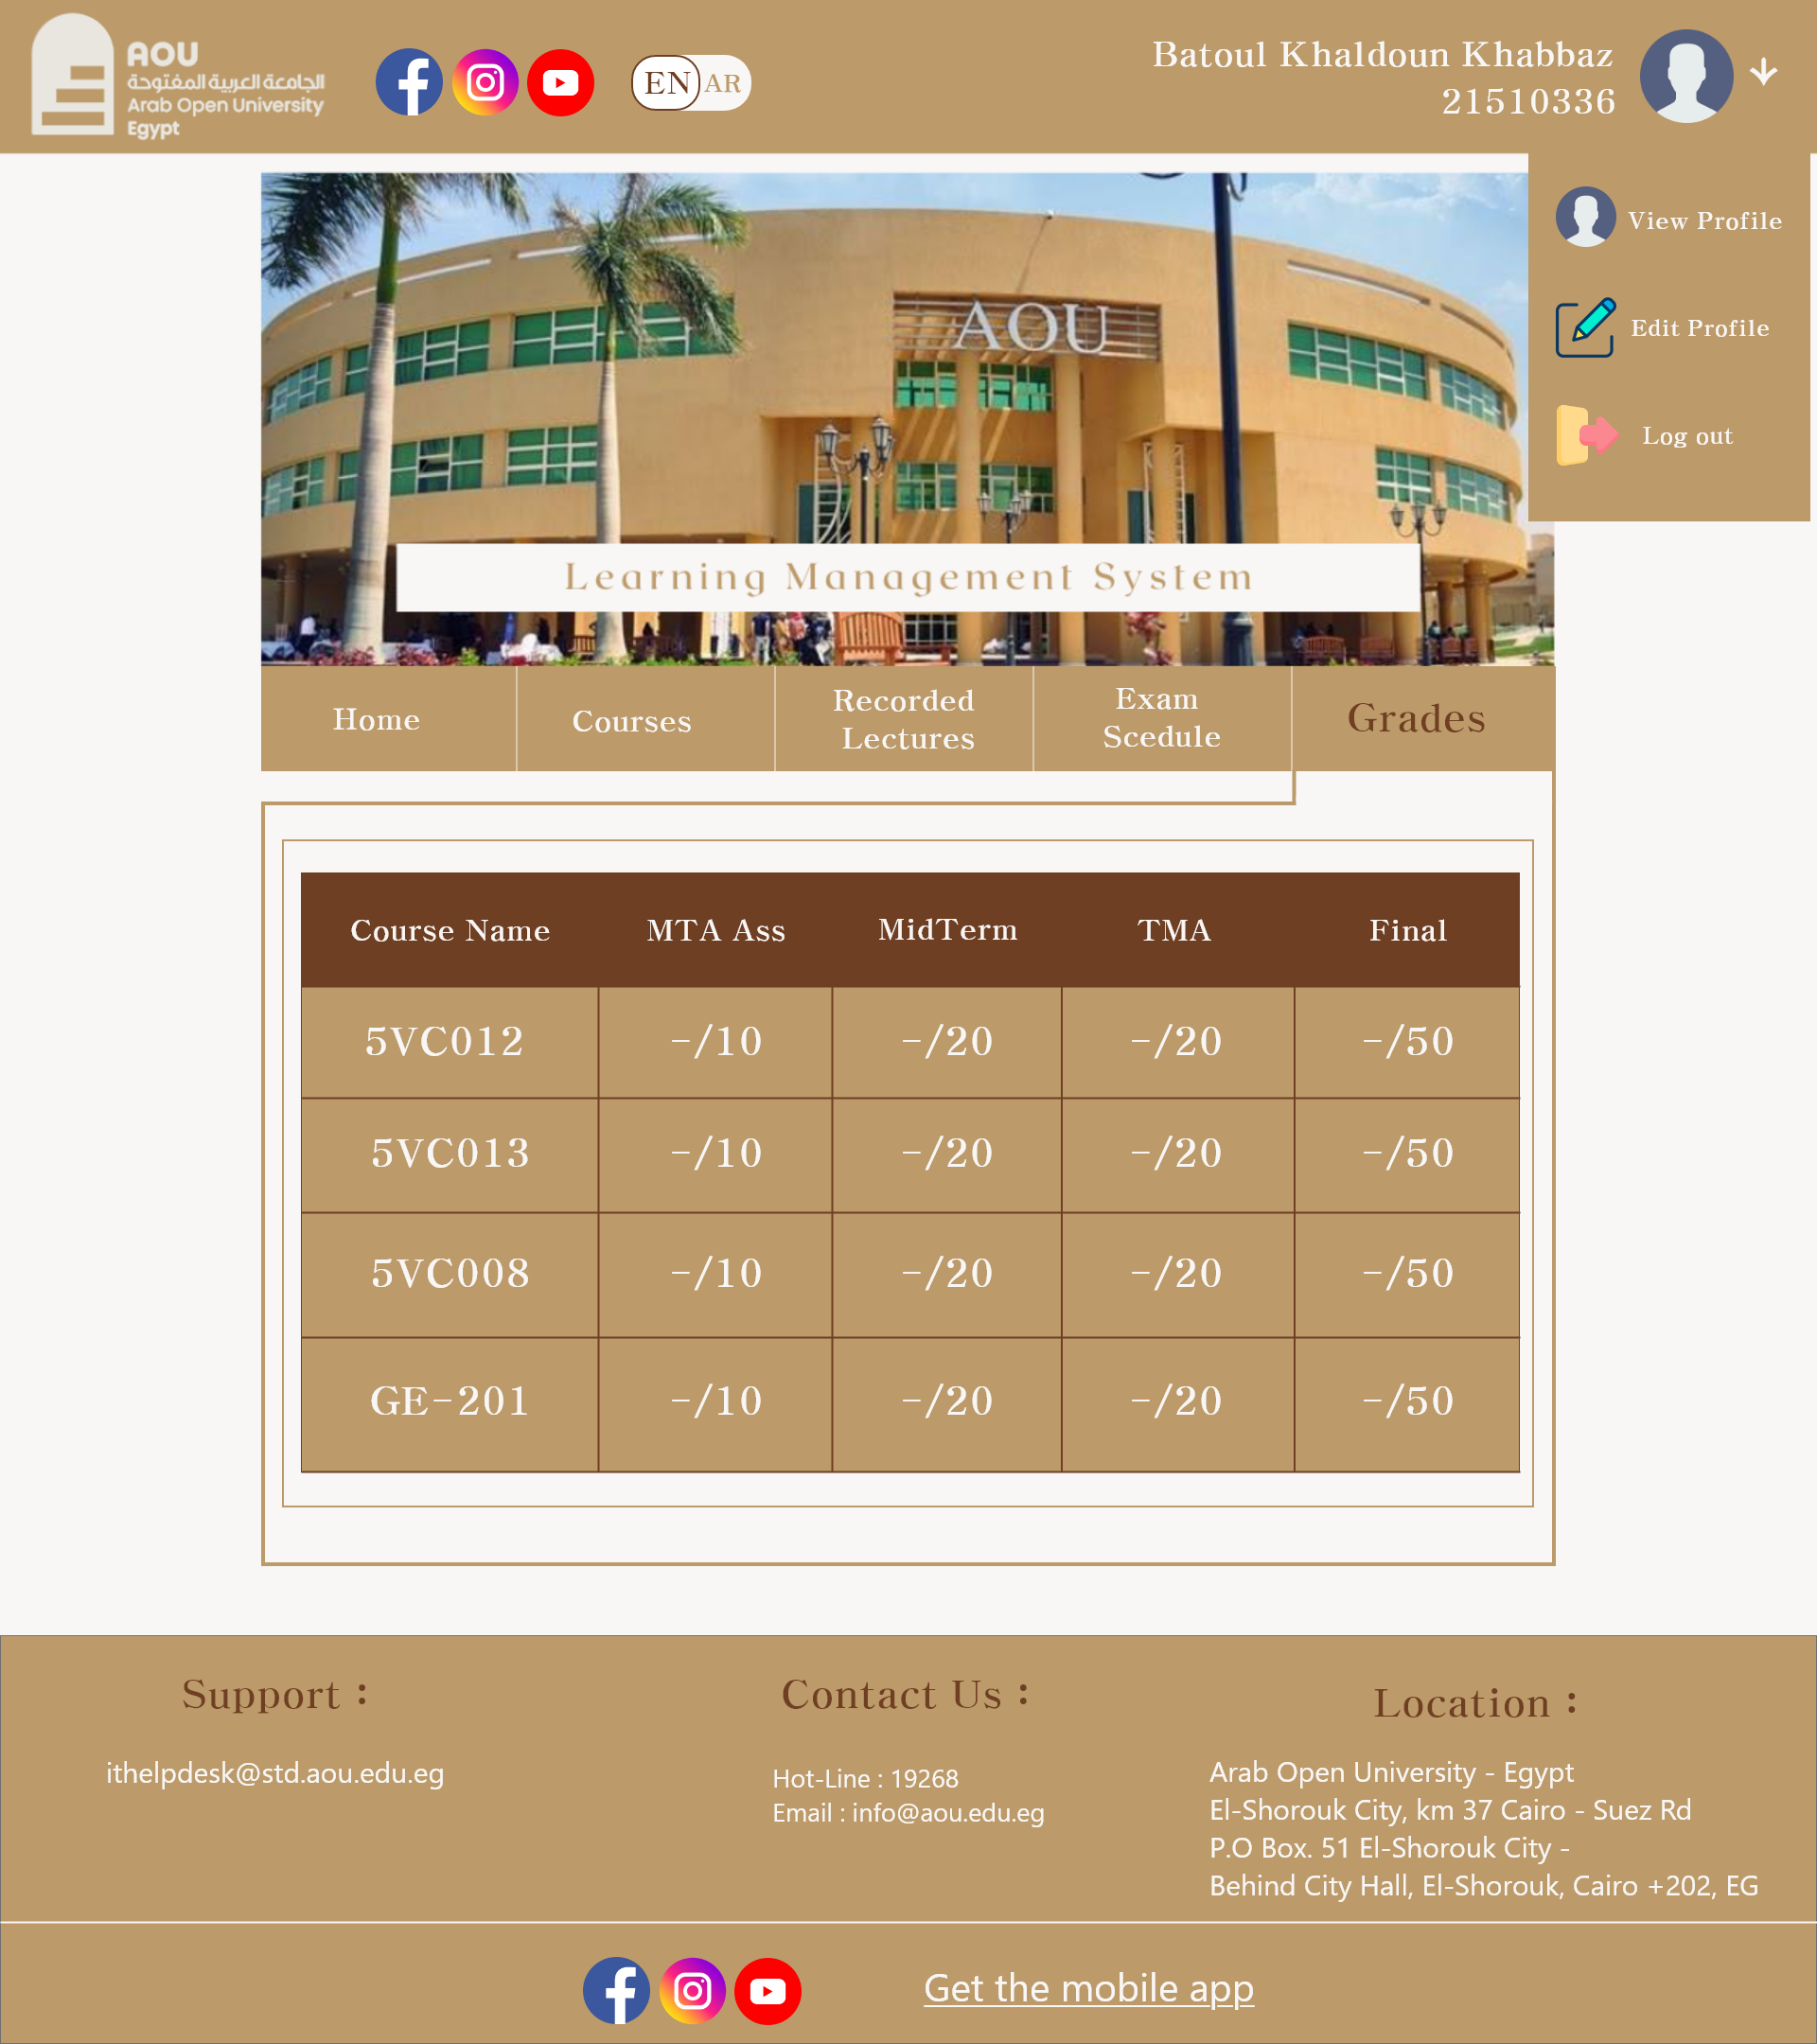 AOU
الجامعة العربية المفتوحة
Arab Open University
Egypt
EN AR
Batoul Khaldoun Khabbaz
21510336
View Profile
Edit Profile
Log out
AOU
Learning Management System
Home
Courses
Recorded
Lectures
Exam
Scedule
Grades
Course Name MTA Ass MidTerm TMA Final
5VC012 -/10 -/20 -/20 -/50
5VC013 -/10 -/20 -/20 -/50
5VC008 -/10 -/20 -/20 -/50
GE-201 -/10 -/20 -/20 -/50
Support :
ithelpdesk@std.aou.edu.eg
Contact Us :
Hot-Line : 19268
Email : info@aou.edu.eg
Location :
Arab Open University - Egypt
El-Shorouk City, km 37 Cairo - Suez Rd
P.O Box. 51 El-Shorouk City -
Behind City Hall, El-Shorouk, Cairo +202, EG
Get the mobile app